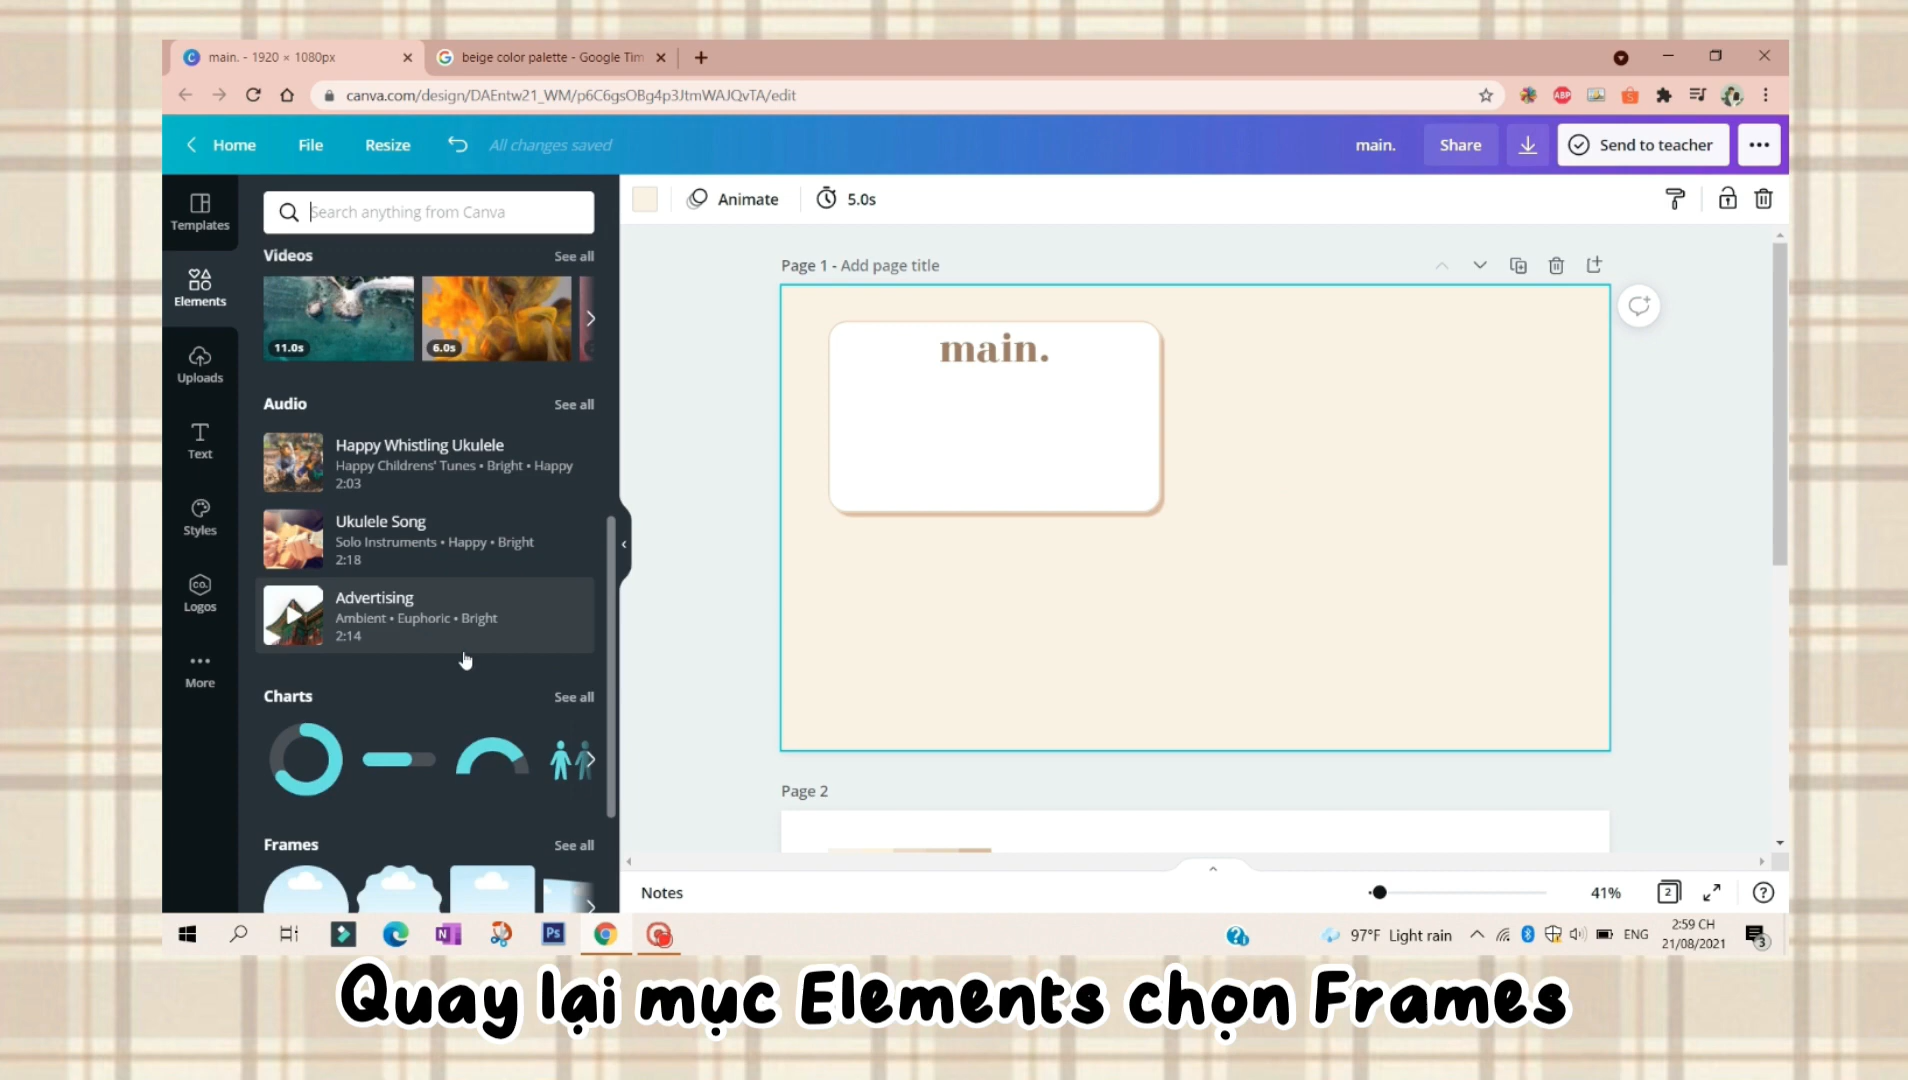 main. - 1920 × 1080px
beige color palette - Google Tìm
canva.com/design/DAEntw21_WM/p6C6gsOBg4p3JtmWAJQvTA/edit
ABP
Home
File
Resize
All changes saved
main.
Share
Send to teacher
Templates
Elements
Uploads
Text
Styles
CO.
Logos
More
Search anything from Canva
Videos
See all
11.0s
6.0s
Audio
See all
Happy Whistling Ukulele
Happy Childrens' Tunes • Bright • Happy
2:03
Ukulele Song
Solo Instruments • Happy • Bright
2:18
Advertising
Ambient • Euphoric • Bright
2:14
Charts
See all
Frames
See all
Animate
5.0s
Page 1 - Add page title
main.
Page 2
Notes
41%
2
Ps
97°F Light rain
ENG
2:59 CH
21/08/2021
3
Quay lại mục Elements chọn Frames